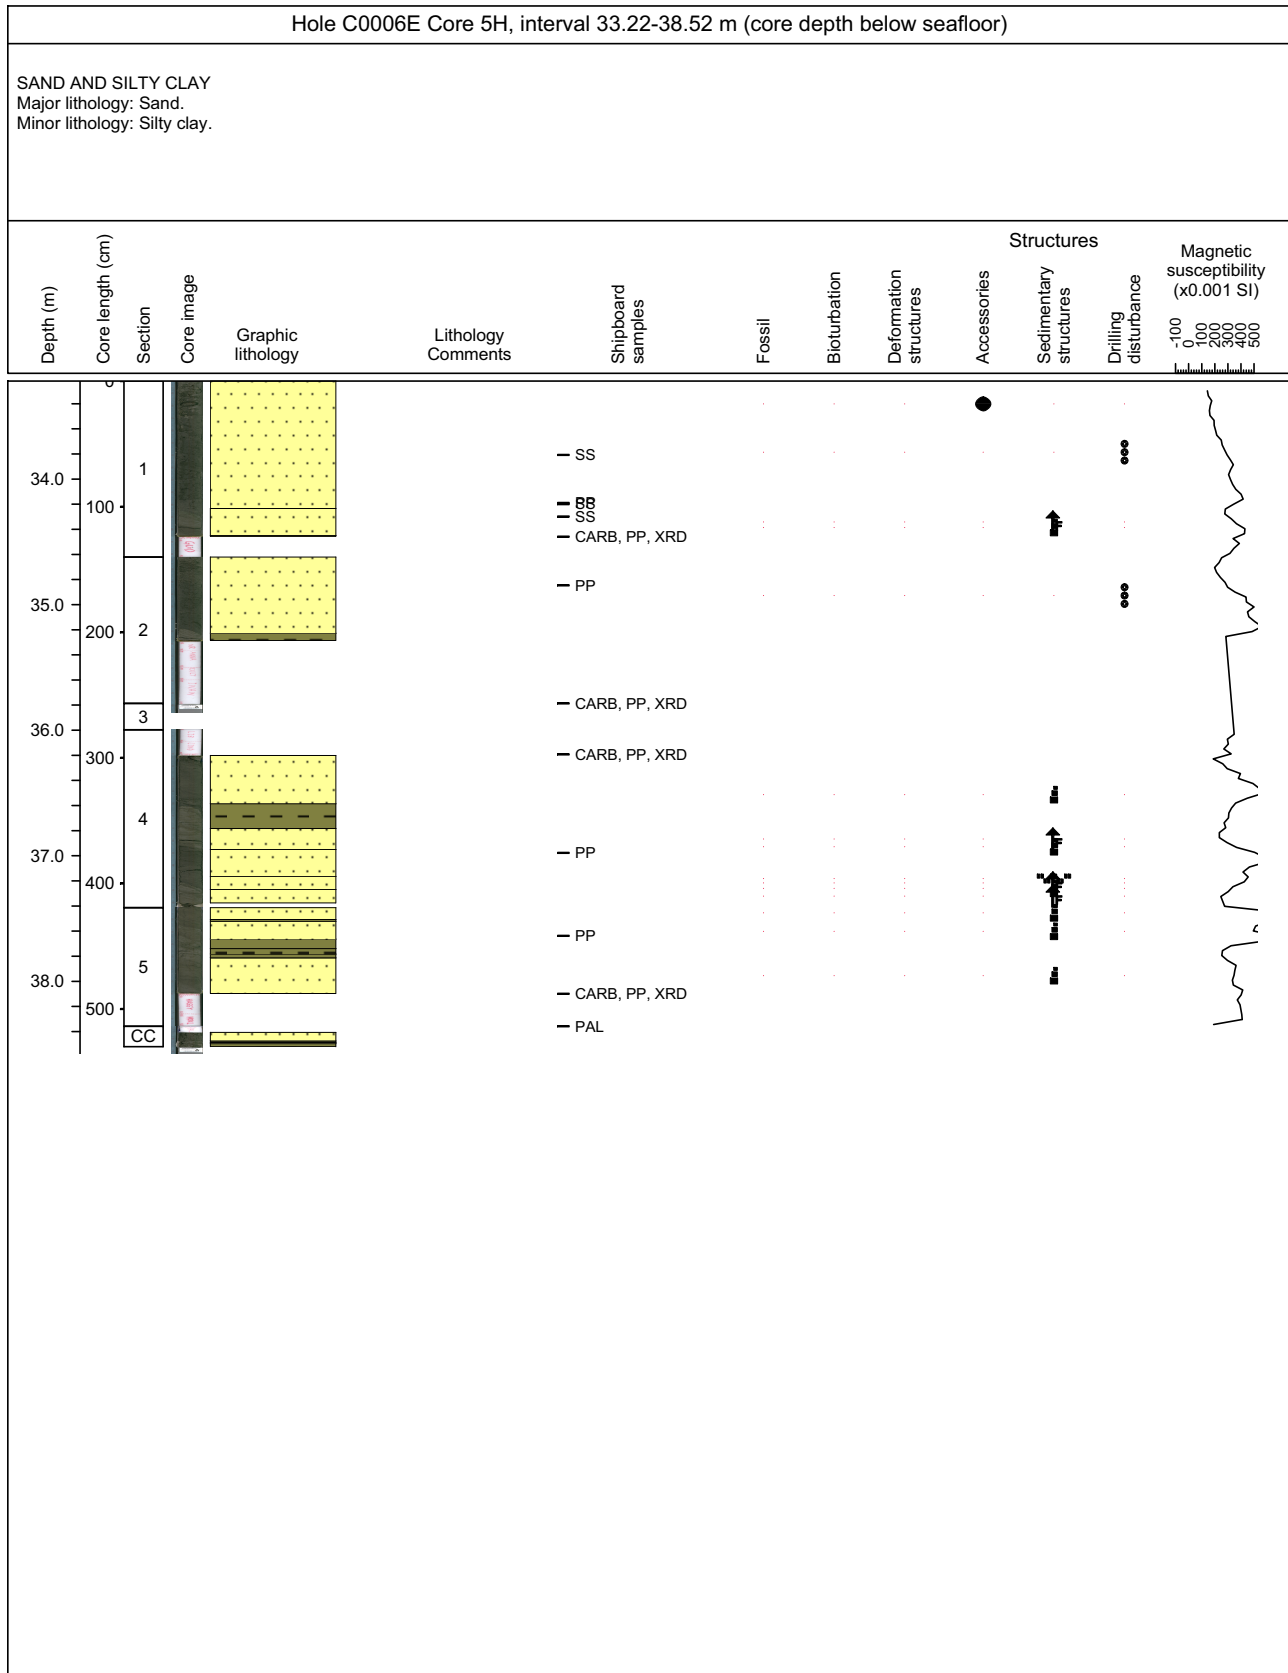 Hole C0006E Core 5H, interval 33.22-38.52 m (core depth below seafloor)
SAND AND SILTY CLAY
Major lithology: Sand.
Minor lithology: Silty clay.
Depth (m)
Core length (cm)
Section
Core image
Graphic
lithology
Lithology
Comments
Shipboard
samples
Fossil
Bioturbation
Deformation
structures
Structures
Accessories
Sedimentary
structures
Drilling
disturbance
Magnetic
susceptibility
(x0.001 SI)
-100
0
100
200
300
400
500
0
1
SS
34.0
100
SS
CARB, PP, XRD
PP
35.0
200
2
CARB, PP, XRD
3
36.0
300
CARB, PP, XRD
4
37.0
PP
400
PP
5
38.0
CARB, PP, XRD
500
PAL
CC